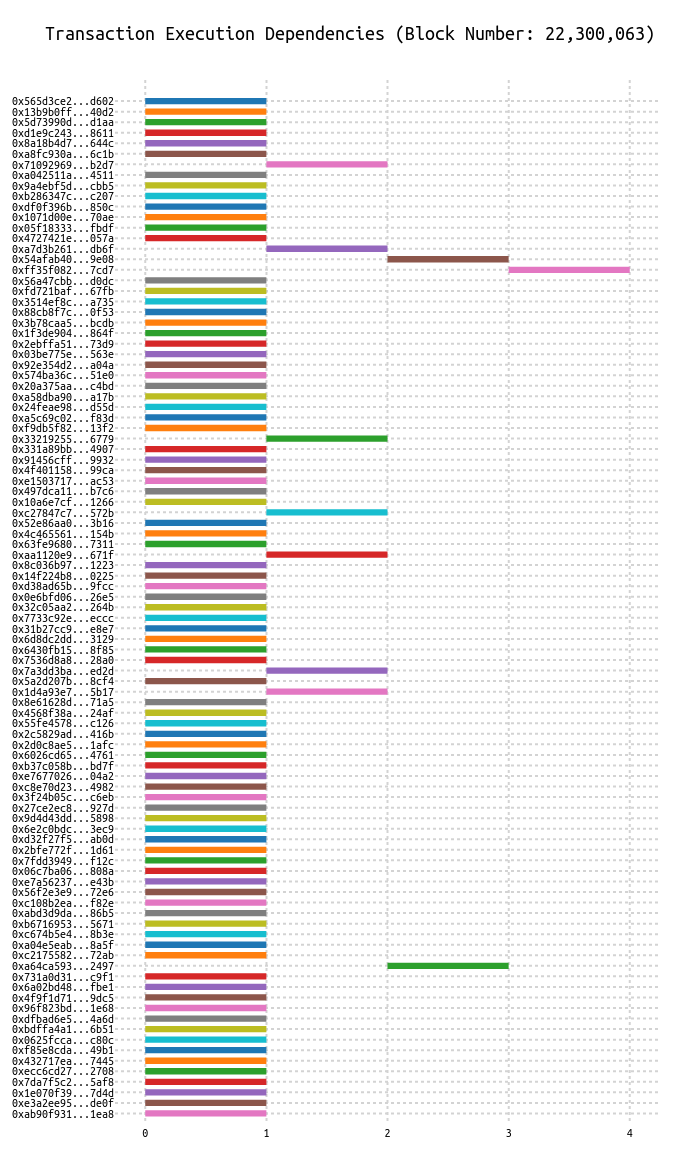 Transaction Execution Dependencies (Block Number: 22,300,063)
0x565d3ce2...d602
0x13b9b0ff...40d2
0x5d73990d...d1aa
0xd1e9c243...8611
0x8a18b4d7...644c
0xa8fc930a...6c1b
0x71092969...b2d7
0xa042511a...4511
0x9a4ebf5d...cbb5
0xb286347c...c207
0xdf0f396b...850c
0x1071d00e...70ae
0x05f18333...fbdf
0x4727421e...057a
0xa7d3b261...db6f
0x54afab40...9e08
0xff35f082...7cd7
0x56a47cbb...d0dc
0xfd721baf...67fb
0x3514ef8c...a735
0x88cb8f7c...0f53
0x3b78caa5...bcdb
0x1f3de904...864f
0x2ebffa51...73d9
0x03be775e...563e
0x92e354d2...a04a
0x574ba36c...51e0
0x20a375aa...c4bd
0xa58dba90...a17b
0x24feae98...d55d
0xa5c69c02...f83d
0xf9db5f82...13f2
0x33219255...6779
0x331a89bb...4907
0x91456cff...9932
0x4f401158...99ca
0xe1503717...ac53
0x497dca11...b7c6
0x10a6e7cf...1266
0xc27847c7...572b
0x52e86aa0...3b16
0x4c465561...154b
0x63fe9680...7311
0xaa1120e9...671f
0x8c036b97...1223
0x14f224b8...0225
0xd38ad65b...9fcc
0x0e6bfd06...26e5
0x32c05aa2...264b
0x7733c92e...eccc
0x31b27cc9...e8e7
0x6d8dc2dd...3129
0x6430fb15...8f85
0x7536d8a8...28a0
0x7a3dd3ba...ed2d
0x5a2d207b...8cf4
0x1d4a93e7...5b17
0x8e61628d...71a5
0x4568f38a...24af
0x55fe4578...c126
0x2c5829ad...416b
0x2d0c8ae5...1afc
0x6026cd65...4761
0xb37c058b...bd7f
0xe7677026...04a2
0xc8e70d23...4982
0x3f24b05c...c6eb
0x27ce2ec8...927d
0x9d4d43dd...5898
0x6e2c0bdc...3ec9
0xd32f27f5...ab0d
0x2bfe772f...1d61
0x7fdd3949...f12c
0x06c7ba06...808a
0xe7a56237...e43b
0x56f2e3e9...72e6
0xc108b2ea...f82e
0xabd3d9da...86b5
0xb6716953...5671
0xc674b5e4...8b3e
0xa04e5eab...8a5f
0xc2175582...72ab
0xa64ca593...2497
0x731a0d31...c9f1
0x6a02bd48...fbe1
0x4f9f1d71...9dc5
0x96f823bd...1e68
0xdfbad6e5...4a6d
0xbdffa4a1...6b51
0x0625fcca...c80c
0xf85e8cda...49b1
0x432717ea...7445
0xecc6cd27...2708
0x7da7f5c2...5af8
0x1e070f39...7d4d
0xe3a2ee95...de0f
0xab90f931...1ea8
0 1 2 3 4